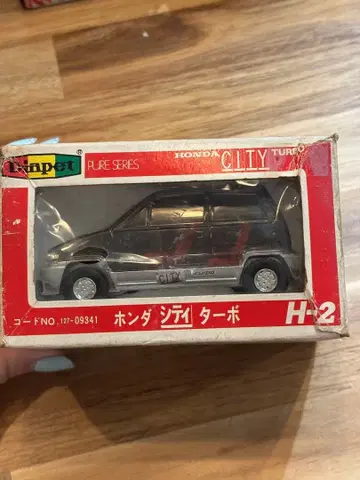 Linpet®
PURE SERIES
HONDA CITY TURBO
CITY TURBO
コードNO. 127-09341
ホンダ シティ ターボ
H-2